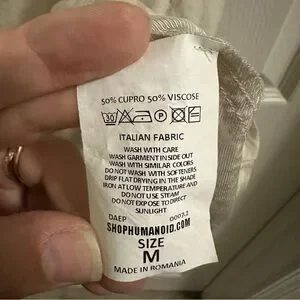 50% CUPRO 50% VISCOSE
30
P
ITALIAN FABRIC
WASH WITH CARE
WASH GARMENT INSIDE OUT
WASH WITH SIMILAR COLORS
DO NOT WASH WITH SOFTENERS
DRIP FLAT DRYING IN THE SHADE
IRON AT LOW TEMPERATURE AND
DO NOT USE STEAM
DO NOT EXPOSE TO DIRECT
SUNLIGHT
DAEP
SHOPHUMANOID.COM
SIZE
M
MADE IN ROMANIA